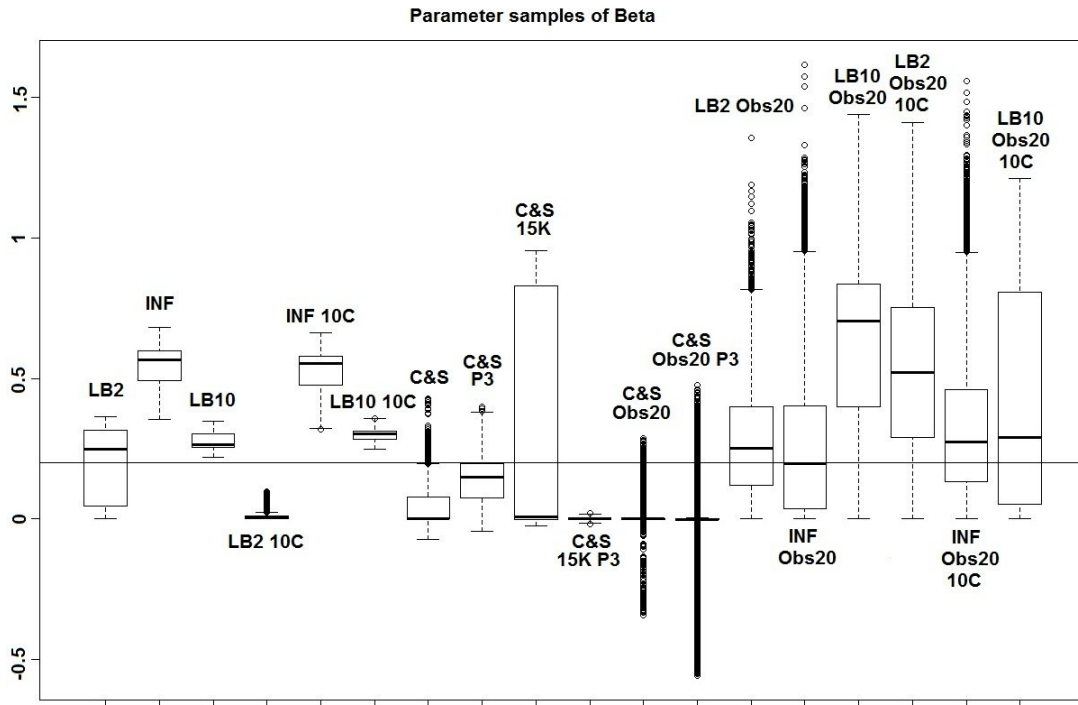 Parameter samples of Beta
1.5
1
0.5
0
-0.5
LB2
INF
LB10
LB2 10C
INF 10C
LB10 10C
C&S
C&S
P3
C&S
15K
C&S
15K P3
C&S
Obs20
C&S
Obs20 P3
LB2 Obs20
INF
Obs20
LB10
Obs20
LB2
Obs20
10C
INF
Obs20
10C
LB10
Obs20
10C